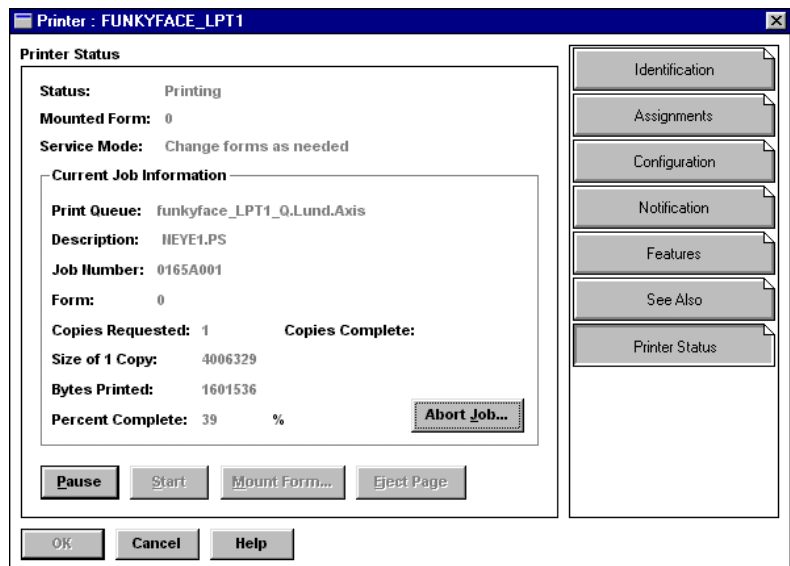 Printer : FUNKYFACE_LPT1
Printer Status
Status: Printing
Mounted Form: 0
Service Mode: Change forms as needed
Current Job Information
Print Queue: funkyface_LPT1_Q.Lund.Axis
Description: NEYE1.PS
Job Number: 0165A001
Form: 0
Copies Requested: 1 Copies Complete:
Size of 1 Copy: 4006329
Bytes Printed: 1601536
Percent Complete: 39 %
Abort Job...
Pause Start Mount Form... Eject Page
OK Cancel Help
Identification
Assignments
Configuration
Notification
Features
See Also
Printer Status